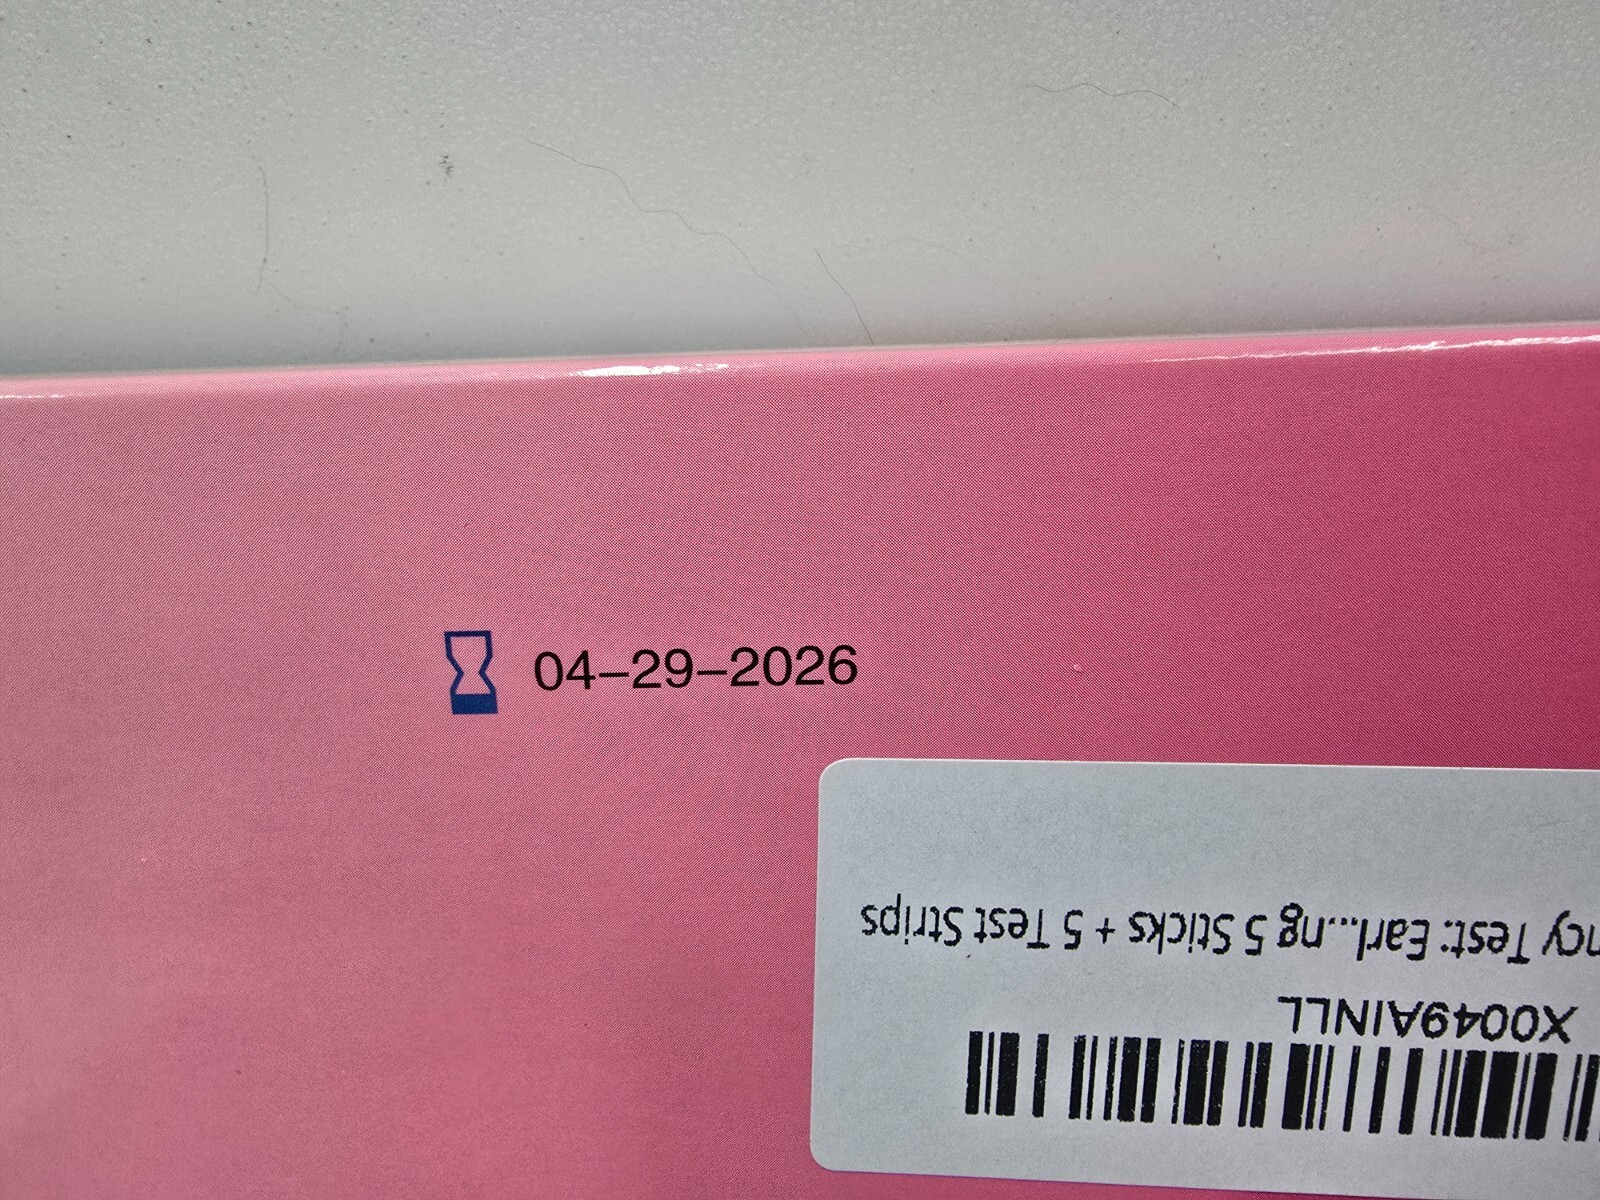 04–29–2026
X0049AINLL
ncy Test: Earl...ng 5 Sticks + 5 Test Strips